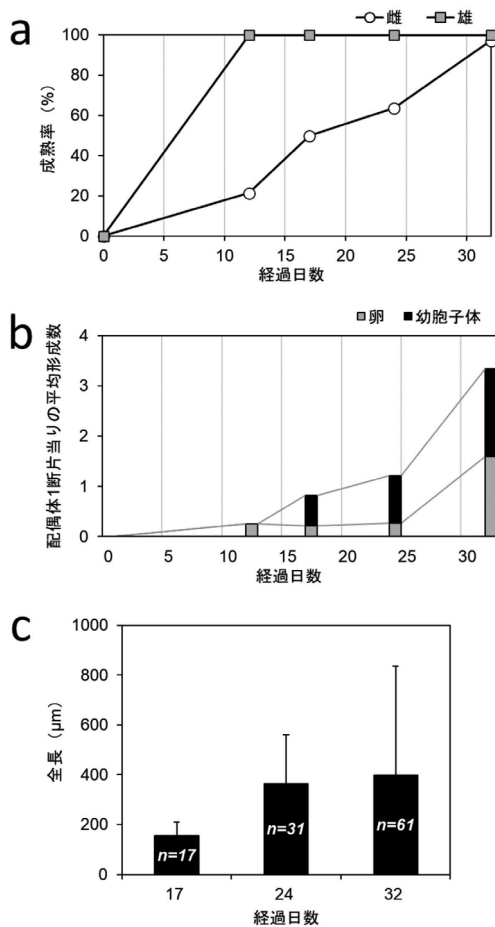 a
雌 雄
成熟率（%）
100
80
60
40
20
0
0 5 10 15 20 25 30
経過日数
b
卵 幼胞子体
配偶体1断片当りの平均形成数
4
3
2
1
0
0 5 10 15 20 25 30
経過日数
c
全長（μm）
1000
800
600
400
200
0
n=17 n=31 n=61
17 24 32
経過日数